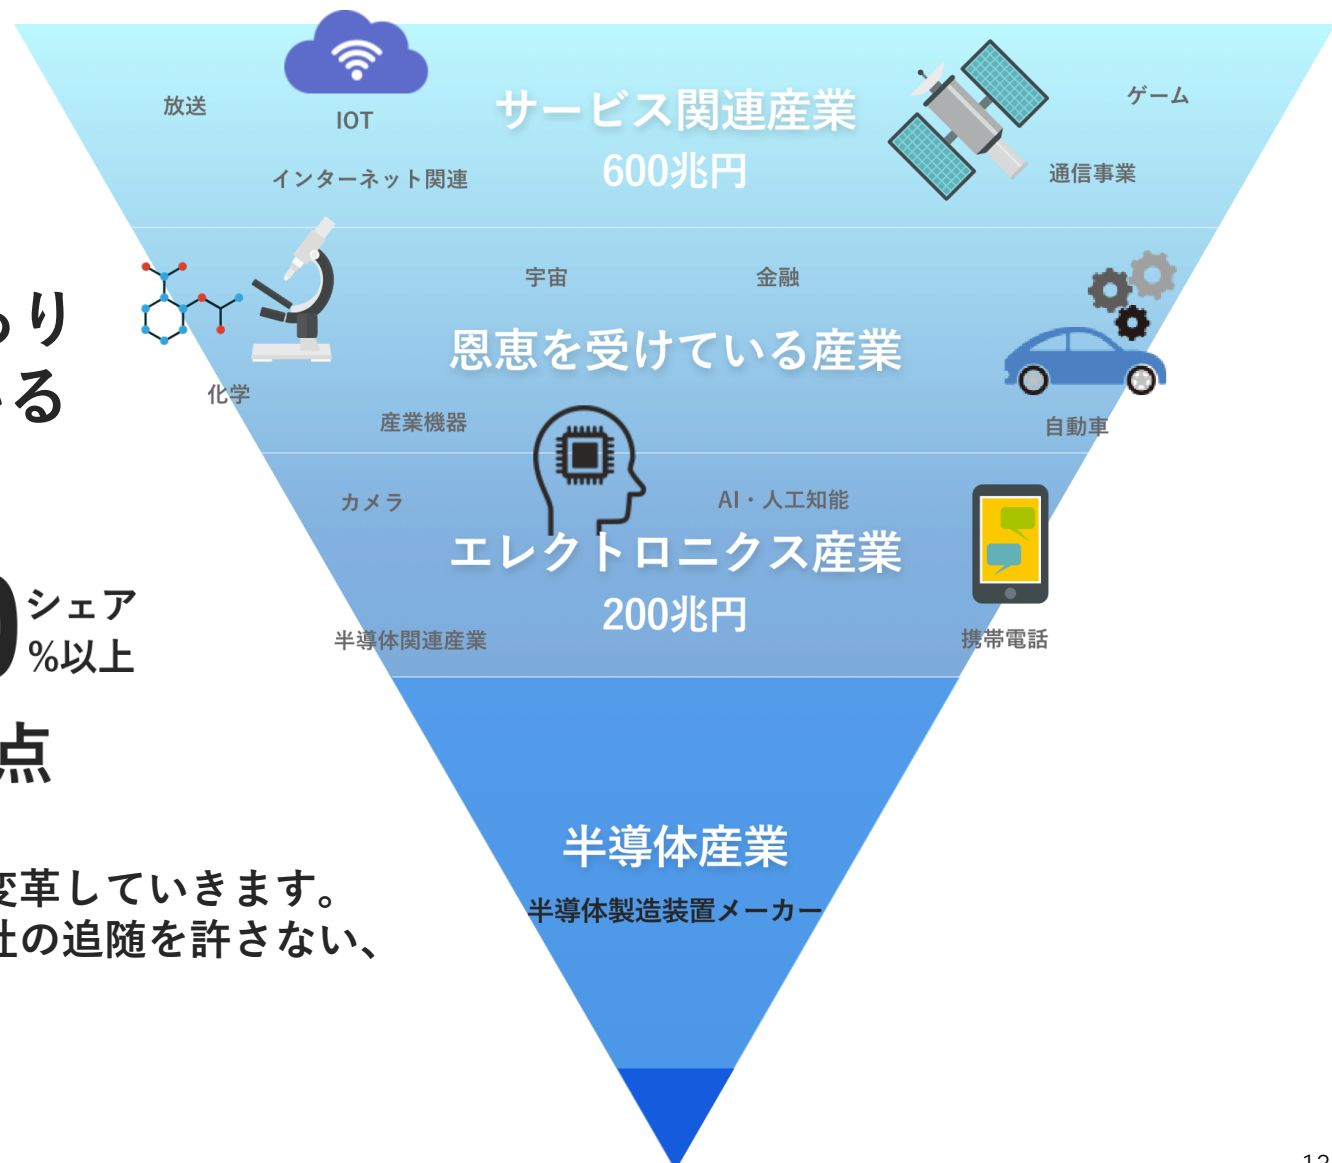 放送
IOT
インターネット関連
サービス関連産業
600兆円
ゲーム
通信事業
宇宙
金融
恩恵を受けている産業
化学
産業機器
自動車
カメラ
AI・人工知能
エレクトロニクス産業
200兆円
半導体関連産業
携帯電話
半導体産業
半導体製造装置メーカー
り
る
シェア
%以上
点
変革していきます。
社の追随を許さない、